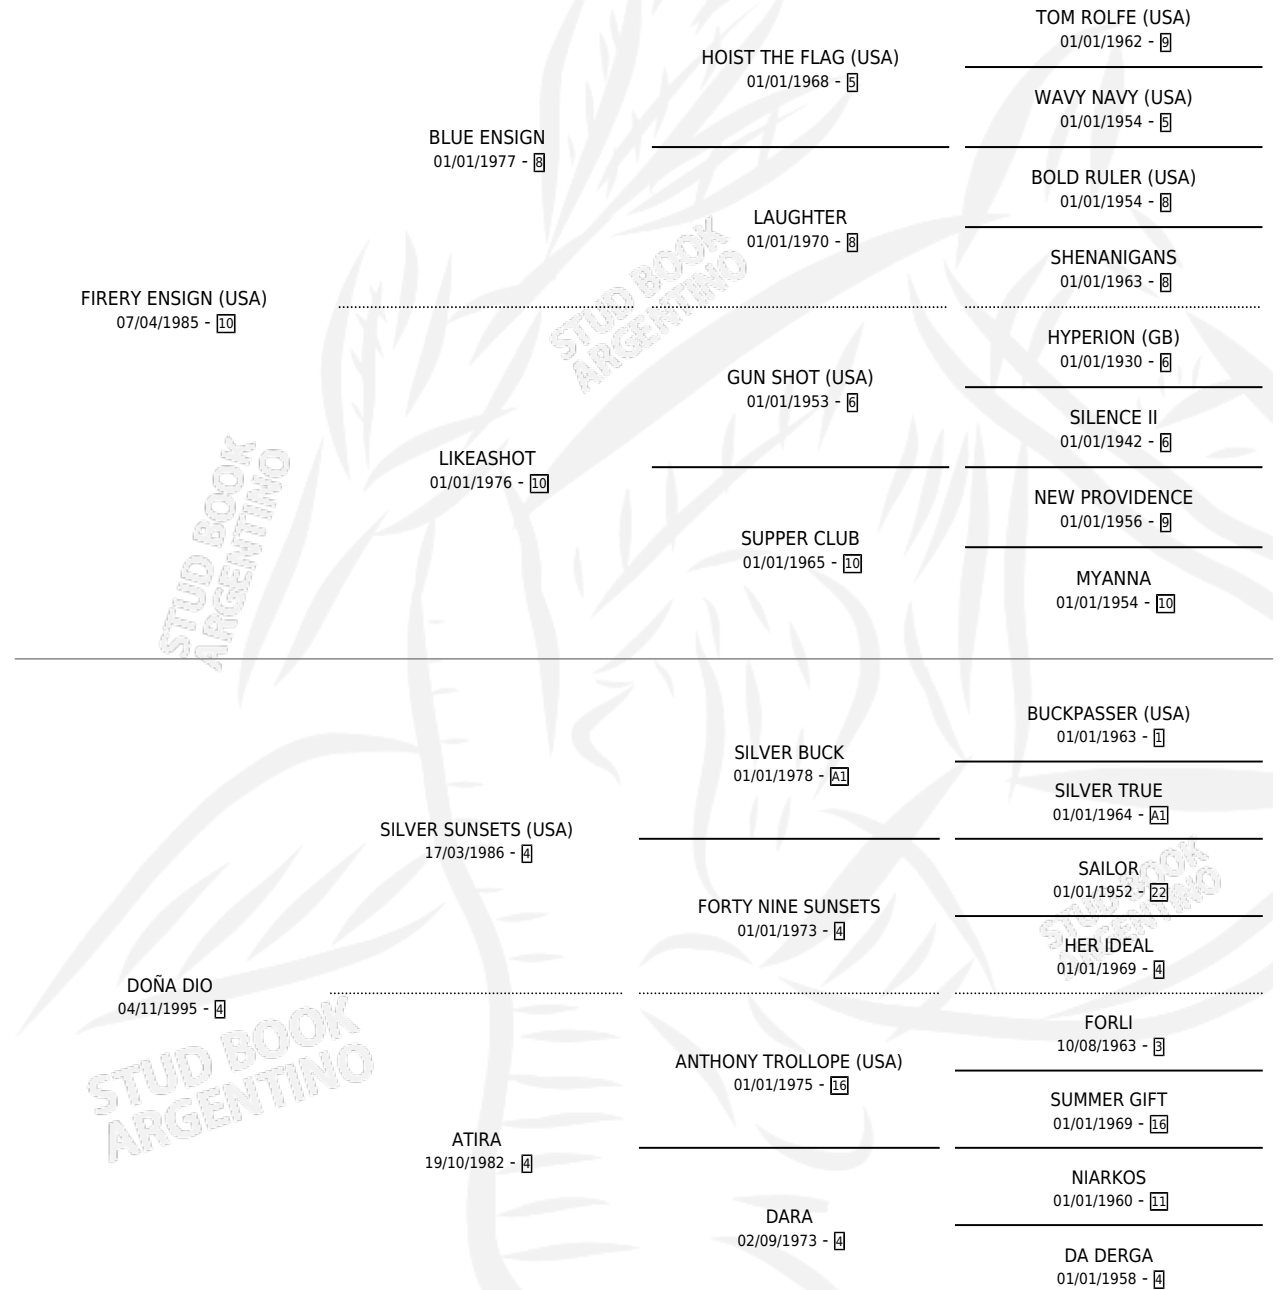 TOM ROLFE (USA)
01/01/1962 - 9
HOIST THE FLAG (USA)
01/01/1968 - 5
WAVY NAVY (USA)
01/01/1954 - 5
BLUE ENSIGN
01/01/1977 - 8
BOLD RULER (USA)
01/01/1954 - 8
LAUGHTER
01/01/1970 - 8
SHENANIGANS
01/01/1963 - 8
FIRERY ENSIGN (USA)
07/04/1985 - 10
HYPERION (GB)
01/01/1930 - 6
GUN SHOT (USA)
01/01/1953 - 6
SILENCE II
01/01/1942 - 6
LIKEASHOT
01/01/1976 - 10
NEW PROVIDENCE
01/01/1956 - 9
SUPPER CLUB
01/01/1965 - 10
MYANNA
01/01/1954 - 10
BUCKPASSER (USA)
01/01/1963 - 1
SILVER BUCK
01/01/1978 - A1
SILVER TRUE
01/01/1964 - A1
SILVER SUNSETS (USA)
17/03/1986 - 4
SAILOR
01/01/1952 - 22
FORTY NINE SUNSETS
01/01/1973 - 4
HER IDEAL
01/01/1969 - 4
DOÑA DIO
04/11/1995 - 4
FORLI
10/08/1963 - 3
ANTHONY TROLLOPE (USA)
01/01/1975 - 16
SUMMER GIFT
01/01/1969 - 16
ATIRA
19/10/1982 - 4
NIARKOS
01/01/1960 - 11
DARA
02/09/1973 - 4
DA DERGA
01/01/1958 - 4
STUD BOOK
ARGENTINO
STUD BOOK
ARGENTINO
STUD BOOK
ARGENTINO
STUD BOOK
ARGENTINO